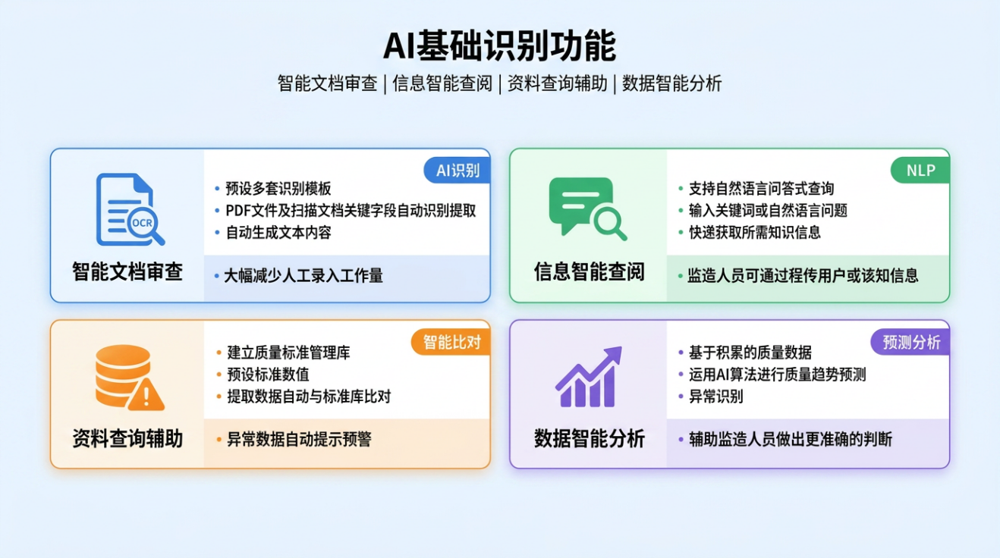 AI基础识别功能
智能文档审查 | 信息智能查阅 | 资料查询辅助 | 数据智能分析
AI识别
• 预设多套识别模板
• PDF文件及扫描文档关键字段自动识别提取
• 自动生成文本内容
OCR
智能文档审查
• 大幅减少人工录入工作量
NLP
• 支持自然语言问答式查询
• 输入关键词或自然语言问题
• 快递获取所需知识信息
信息智能查阅
• 监造人员可通过程传用户或该知信息
智能比对
• 建立质量标准管理库
• 预设标准数值
• 提取数据自动与标准库比对
资料查询辅助
• 异常数据自动提示预警
预测分析
• 基于积累的质量数据
• 运用AI算法进行质量趋势预测
• 异常识别
数据智能分析
• 辅助监造人员做出更准确的判断